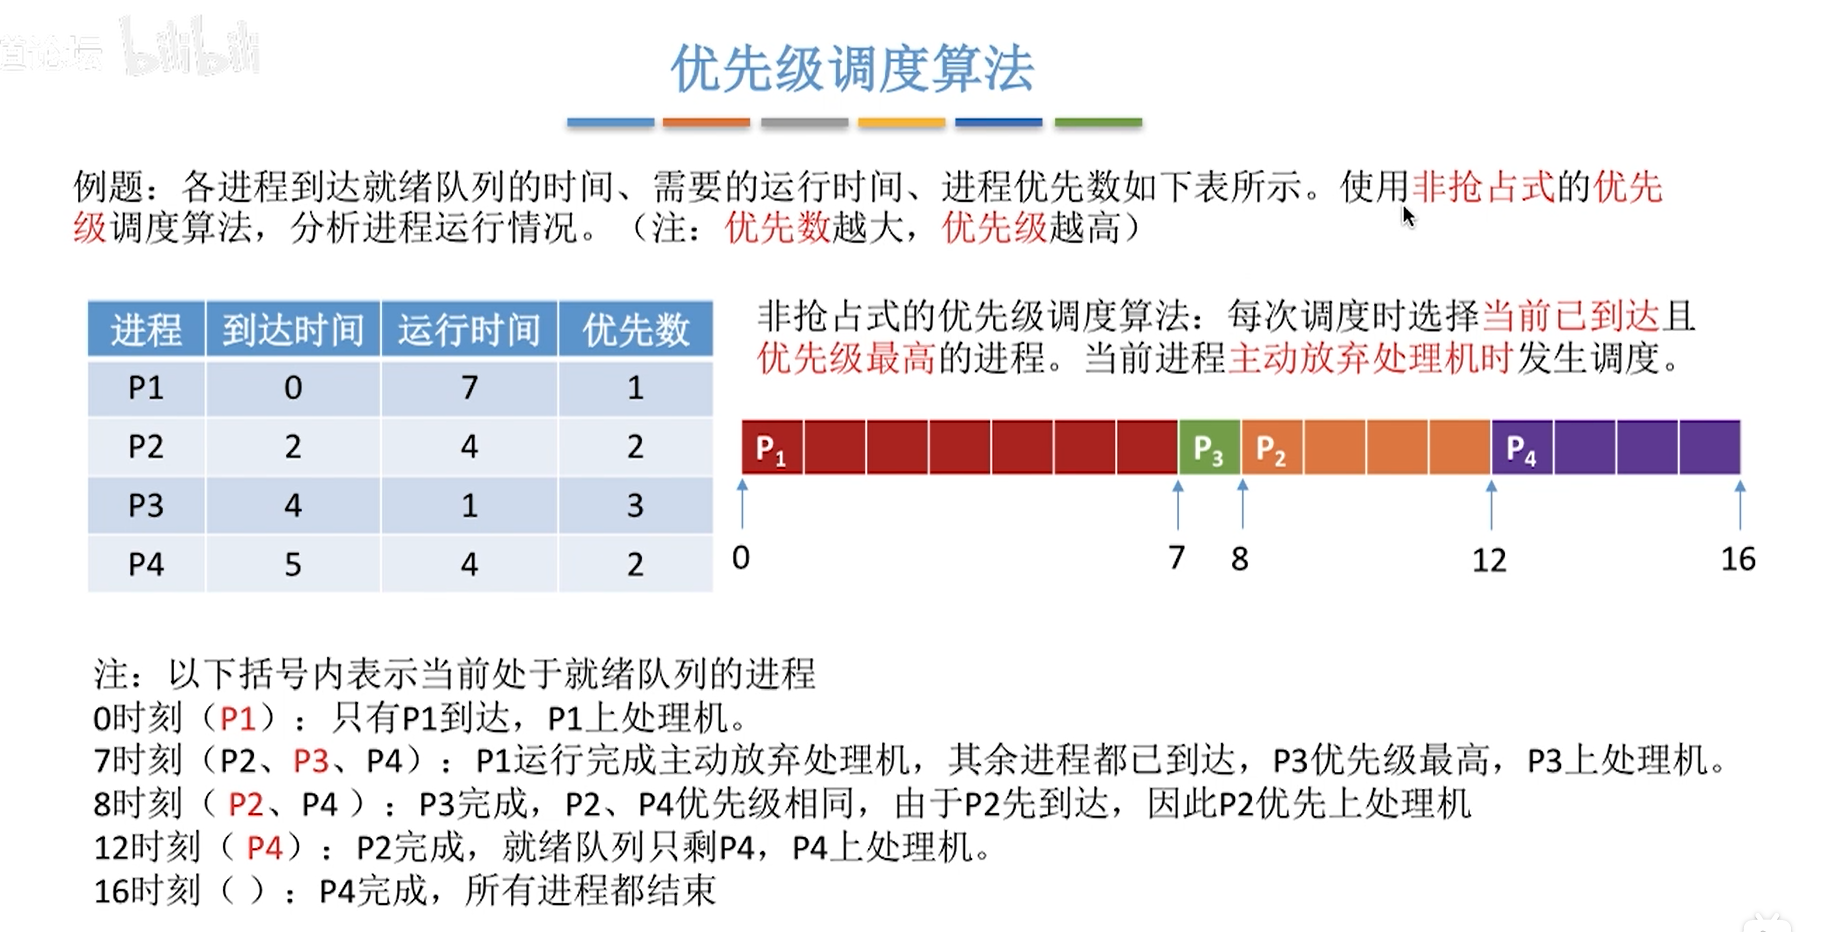 道论坛 bilibili
优先级调度算法
例题：各进程到达就绪队列的时间、需要的运行时间、进程优先数如下表所示。使用非抢占式的优先
级调度算法，分析进程运行情况。（注：优先数越大，优先级越高）
进程 到达时间 运行时间 优先数
P1 0 7 1
P2 2 4 2
P3 4 1 3
P4 5 4 2
非抢占式的优先级调度算法：每次调度时选择当前已到达且
优先级最高的进程。当前进程主动放弃处理机时发生调度。
P1 P3 P2 P4
0 7 8 12 16
注：以下括号内表示当前处于就绪队列的进程
0时刻（P1）：只有P1到达，P1上处理机。
7时刻（P2、P3、P4）：P1运行完成主动放弃处理机，其余进程都已到达，P3优先级最高，P3上处理机。
8时刻（ P2、P4 ）：P3完成，P2、P4优先级相同，由于P2先到达，因此P2优先上处理机
12时刻（ P4）：P2完成，就绪队列只剩P4，P4上处理机。
16时刻（ ）：P4完成，所有进程都结束